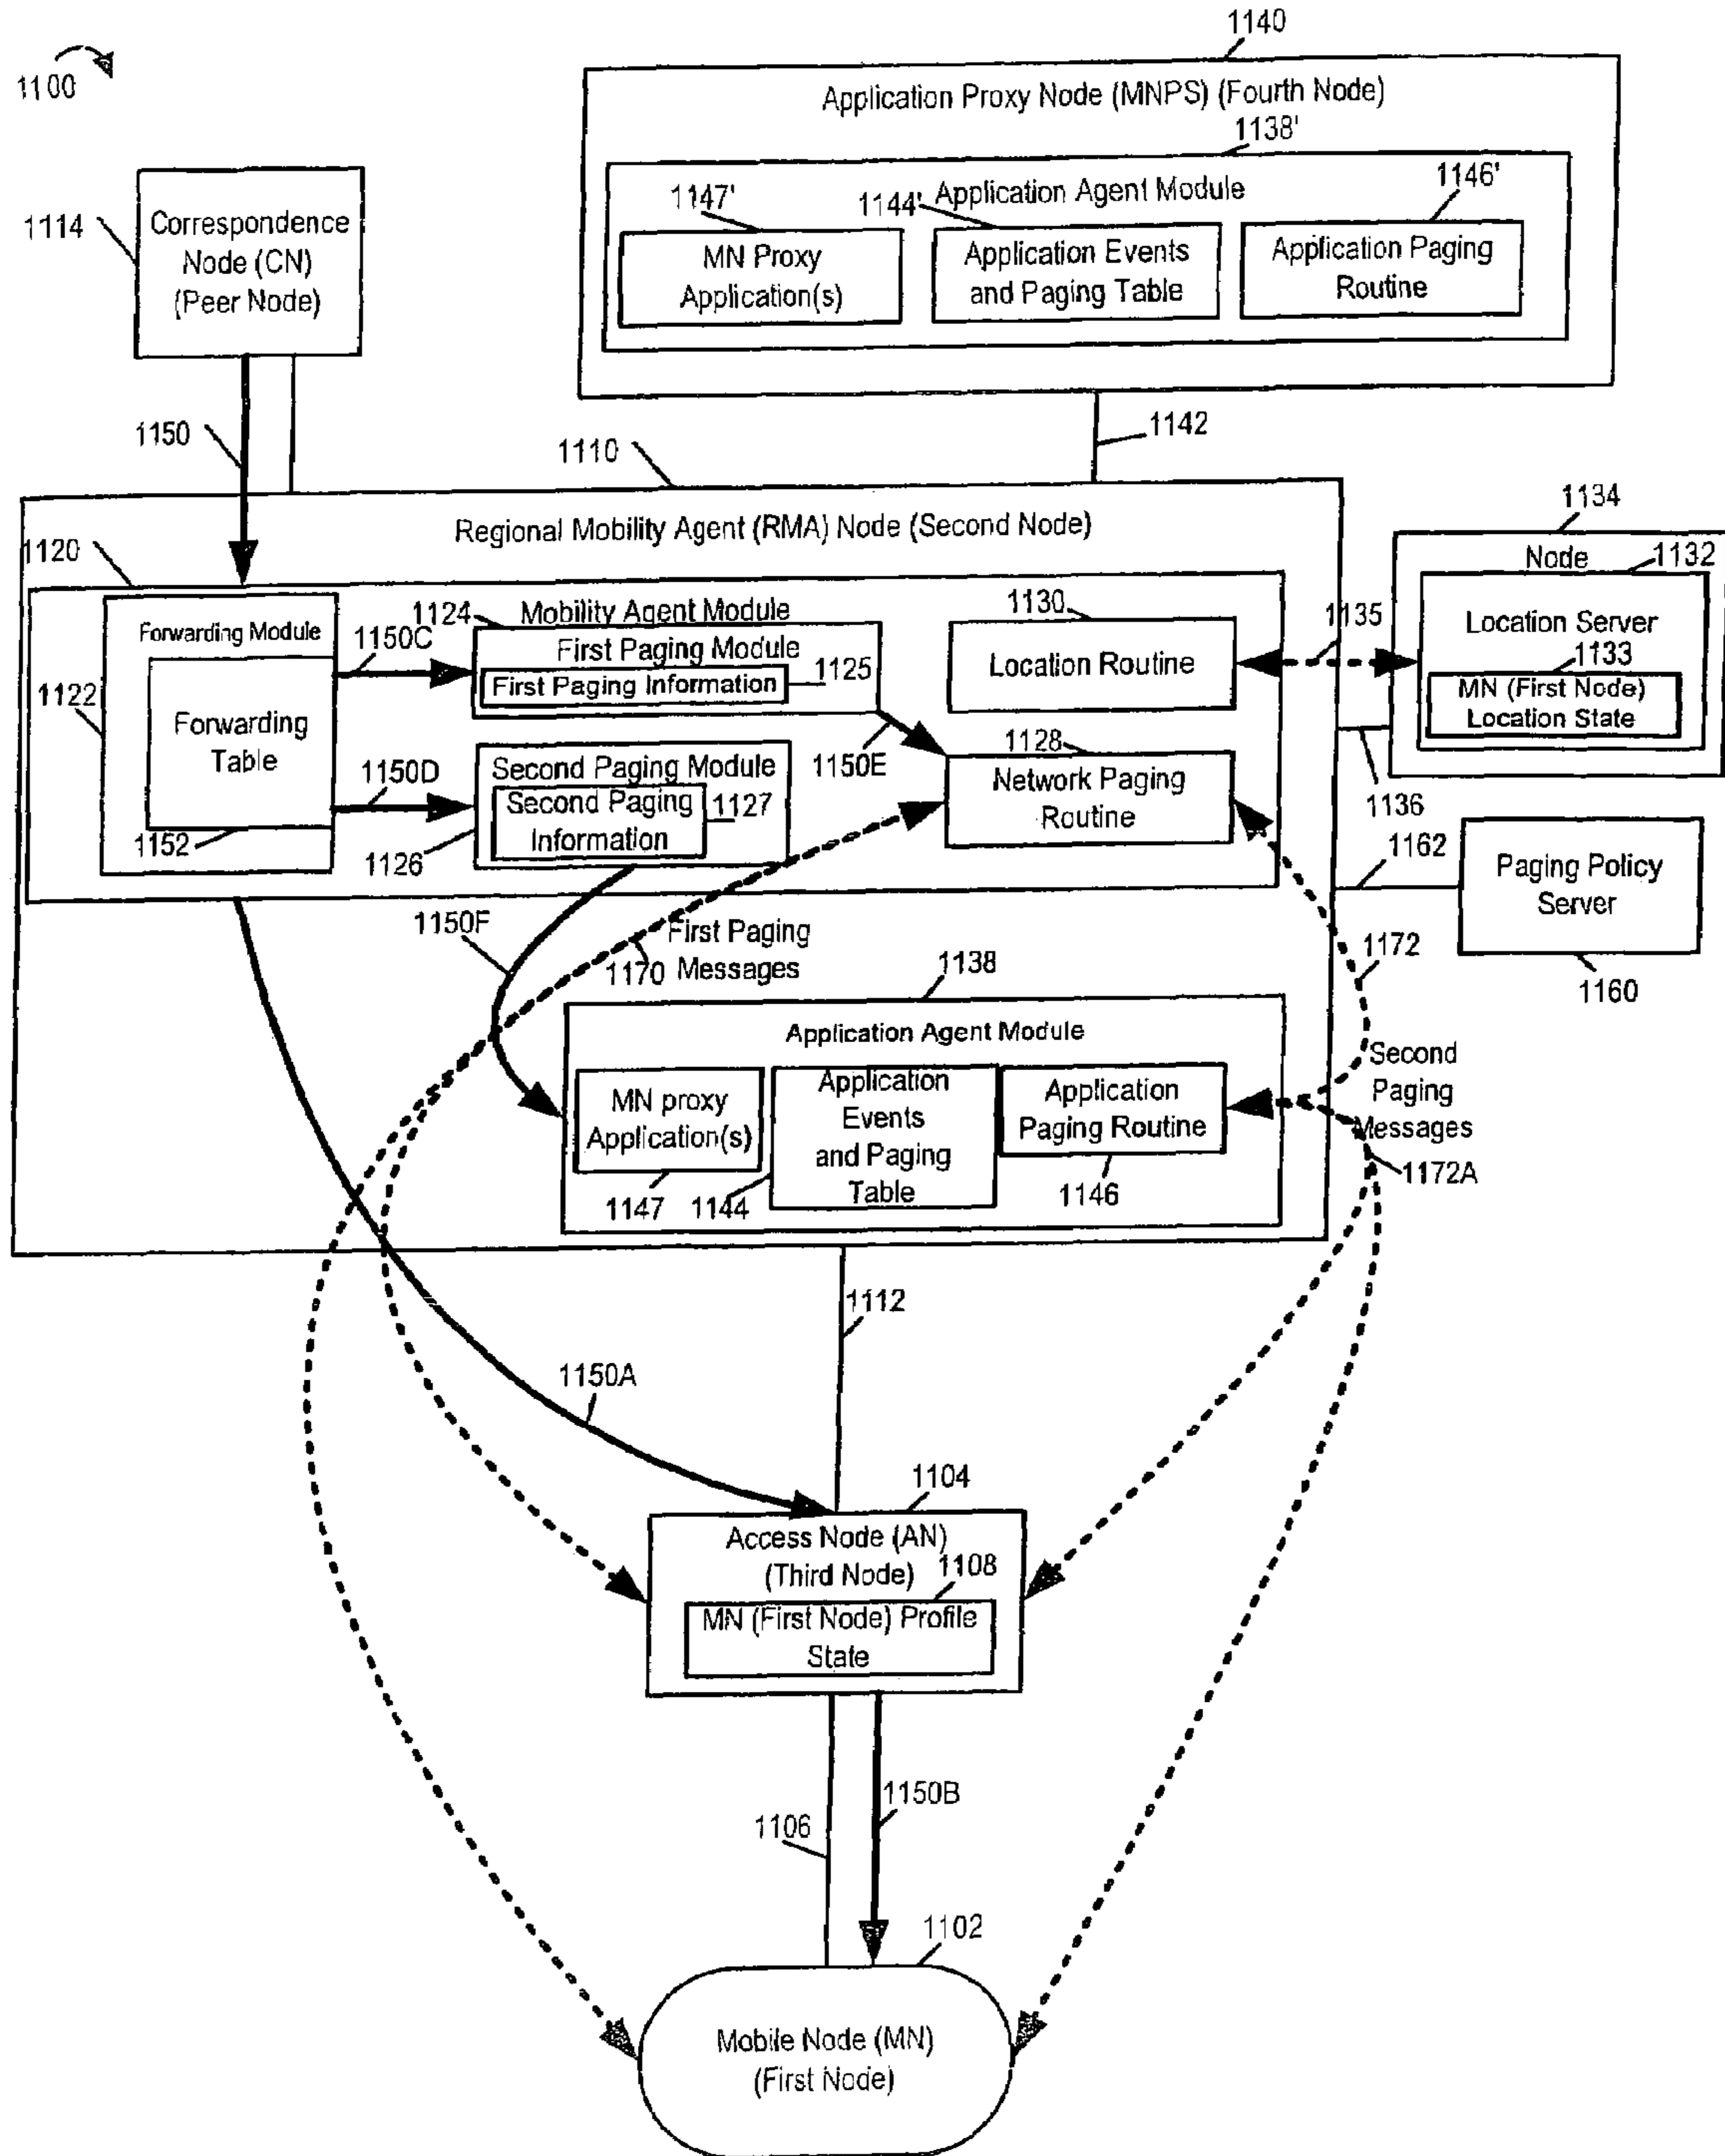 1140
1100
Application Proxy Node (MNPS) (Fourth Node)
1138'
1147'
1144'
Application Agent Module
1146'
1114
Correspondence
Node (CN)
(Peer Node)
MN Proxy
Application(s)
Application Events
and Paging Table
Application Paging
Routine
1150
1110
1142
Regional Mobility Agent (RMA) Node (Second Node)
1134
1120
Node
1132
1124
Mobility Agent Module
1130
1135
Forwarding Module
1150C
First Paging Module
First Paging Information
1125
Location Routine
Location Server
1133
MN (First Node)
Location State
1122
Forwarding
Table
1150D
1150E
1128
Second Paging Module
Second Paging
Information
1127
Network Paging
Routine
1136
1152
1126
1162
Paging Policy
Server
1150F
First Paging
Messages
1170
1138
1172
1160
Application Agent Module
Second
Paging
Messages
MN proxy
Application(s)
Application
Events
and Paging
Table
Application
Paging Routine
1172A
1147
1144
1146
1112
1150A
1104
Access Node (AN)
(Third Node)
1108
MN (First Node) Profile
State
1150B
1106
1102
Mobile Node (MN)
(First Node)